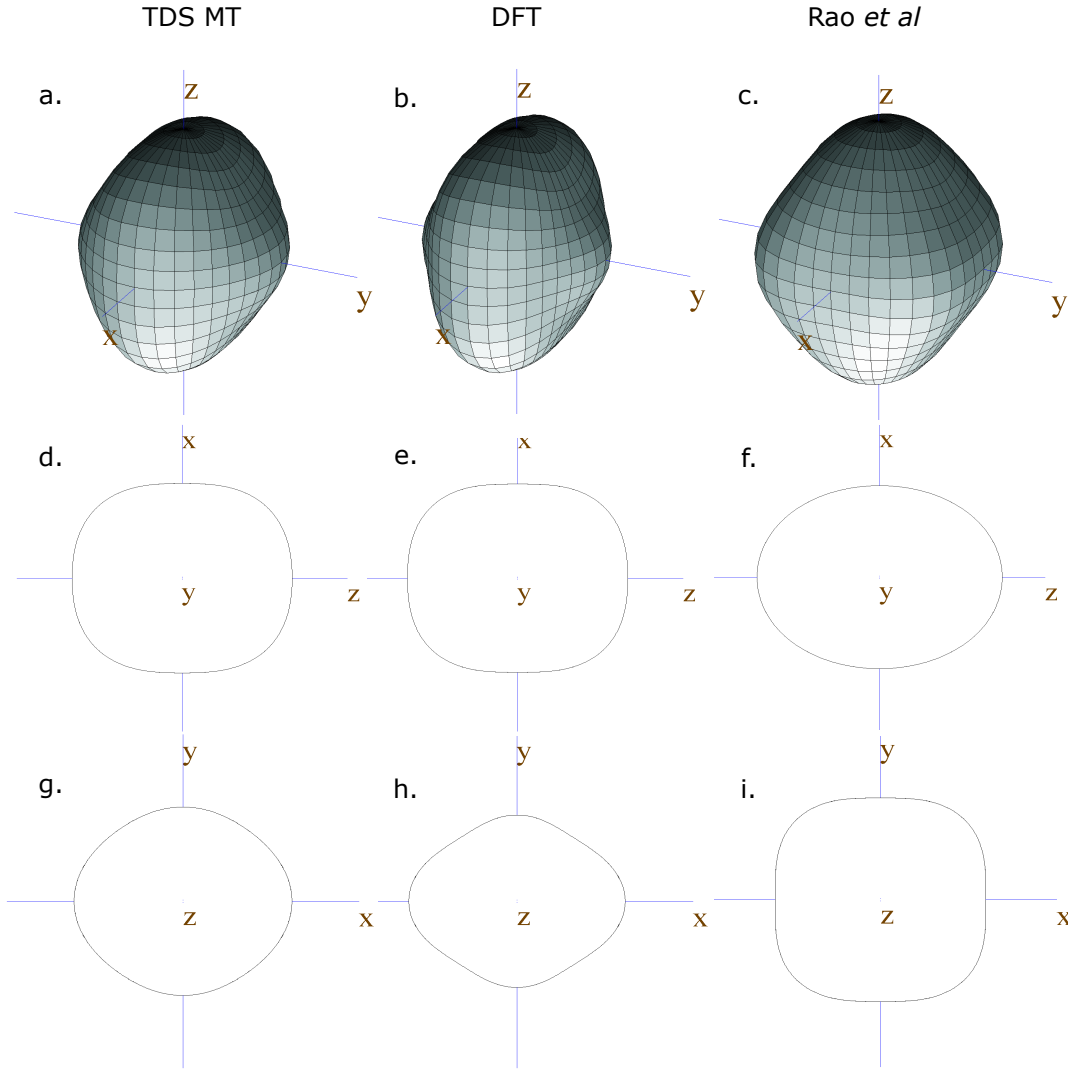 TDS MT DFT Rao et al
a. z b. z c. z
y y y
x x x
d. x e. x f. x
y z y z y z
g. y h. y i. y
z x z x z x